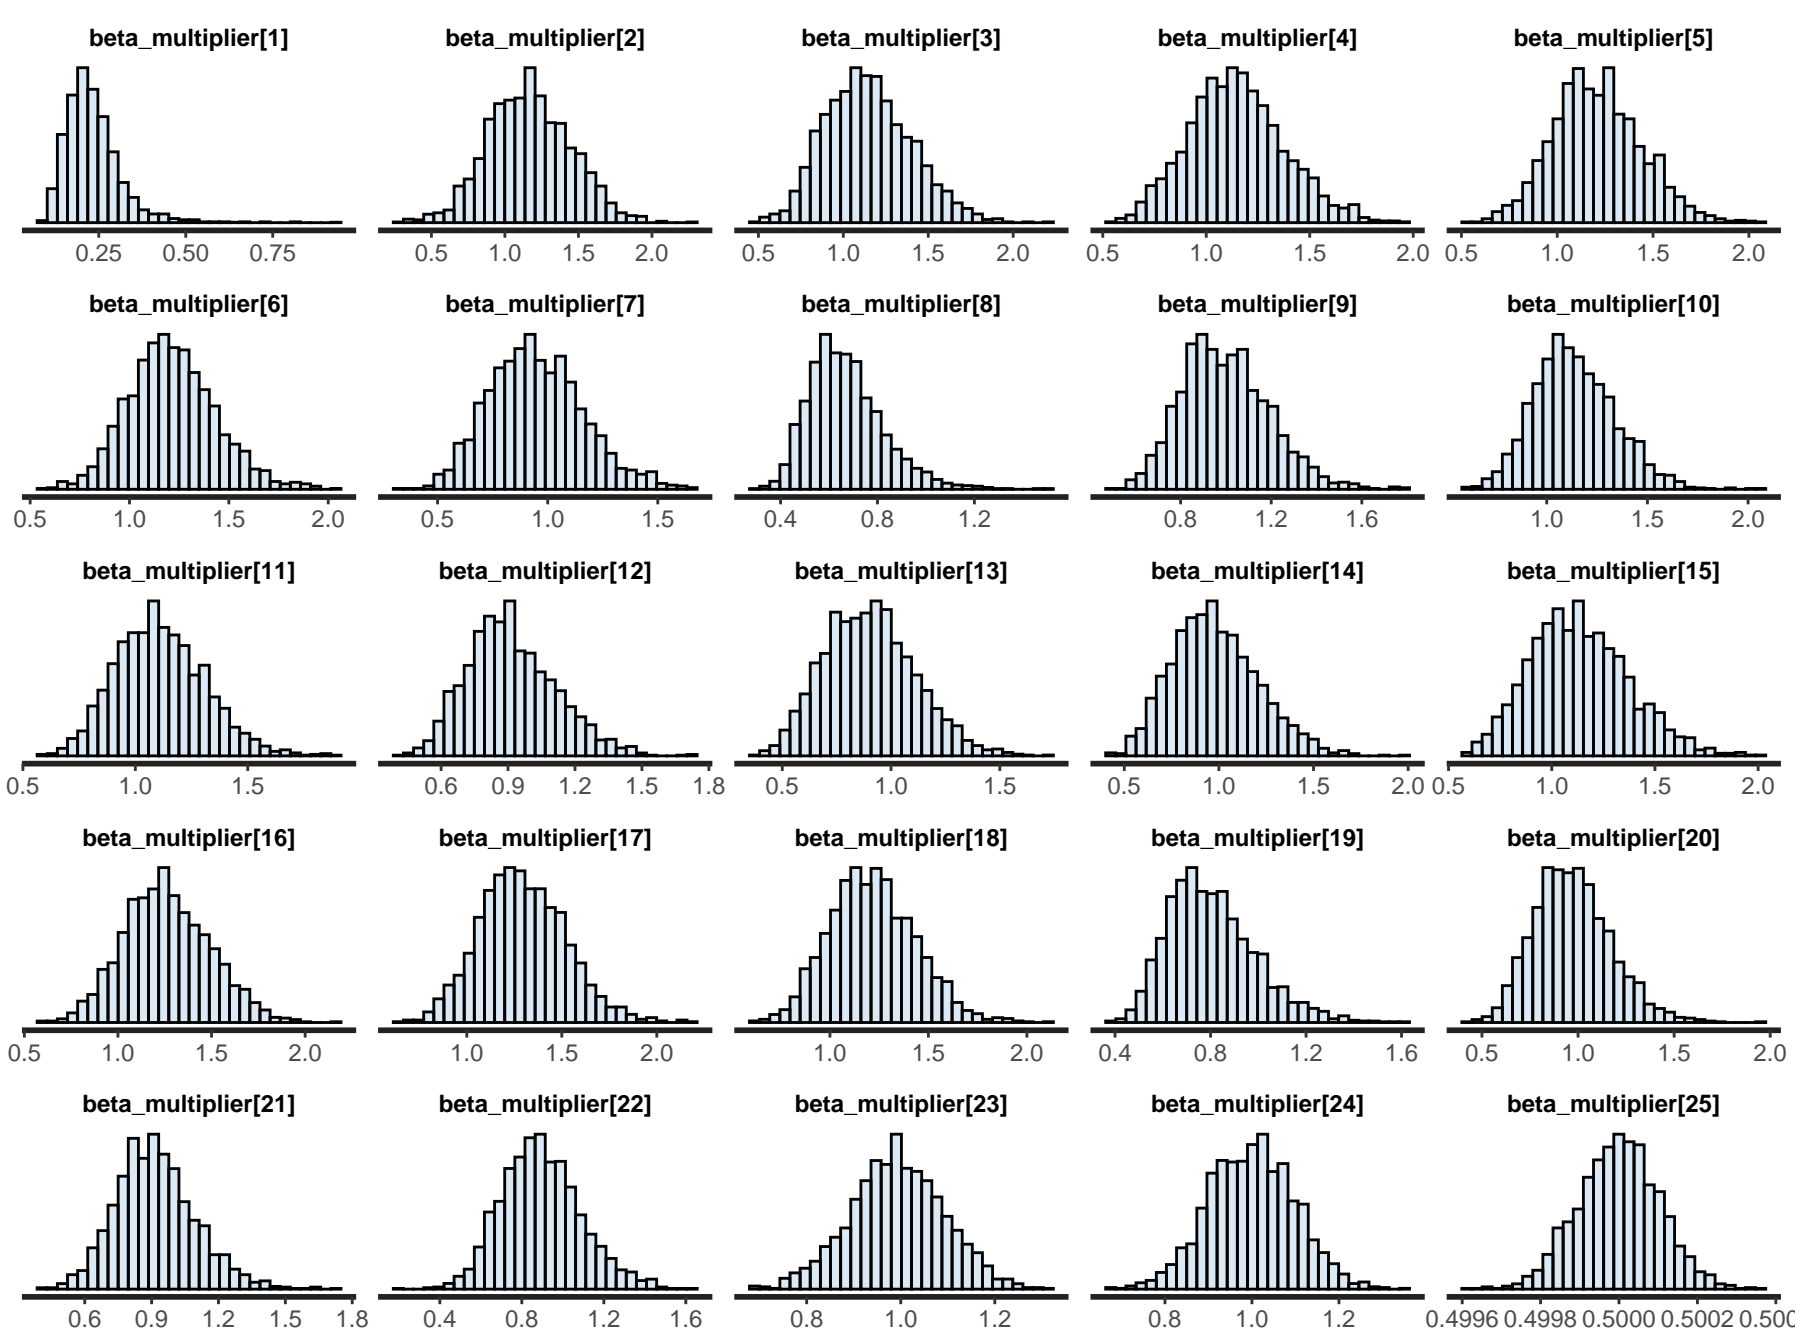 beta_multiplier[1] beta_multiplier[2] beta_multiplier[3] beta_multiplier[4] beta_multiplier[5]
0.25 0.50 0.75 0.5 1.0 1.5 2.0 0.5 1.0 1.5 2.0 0.5 1.0 1.5 2.0 0.5 1.0 1.5 2.0
beta_multiplier[6] beta_multiplier[7] beta_multiplier[8] beta_multiplier[9] beta_multiplier[10]
0.5 1.0 1.5 2.0 0.5 1.0 1.5 0.4 0.8 1.2 0.8 1.2 1.6 1.0 1.5 2.0
beta_multiplier[11] beta_multiplier[12] beta_multiplier[13] beta_multiplier[14] beta_multiplier[15]
0.5 1.0 1.5 0.6 0.9 1.2 1.5 1.8 0.5 1.0 1.5 0.5 1.0 1.5 2.0 0.5 1.0 1.5 2.0
beta_multiplier[16] beta_multiplier[17] beta_multiplier[18] beta_multiplier[19] beta_multiplier[20]
0.5 1.0 1.5 2.0 1.0 1.5 2.0 1.0 1.5 2.0 0.4 0.8 1.2 1.6 0.5 1.0 1.5 2.0
beta_multiplier[21] beta_multiplier[22] beta_multiplier[23] beta_multiplier[24] beta_multiplier[25]
0.6 0.9 1.2 1.5 1.8 0.4 0.8 1.2 1.6 0.8 1.0 1.2 0.8 1.0 1.2 0.4996 0.4998 0.5000 0.5002